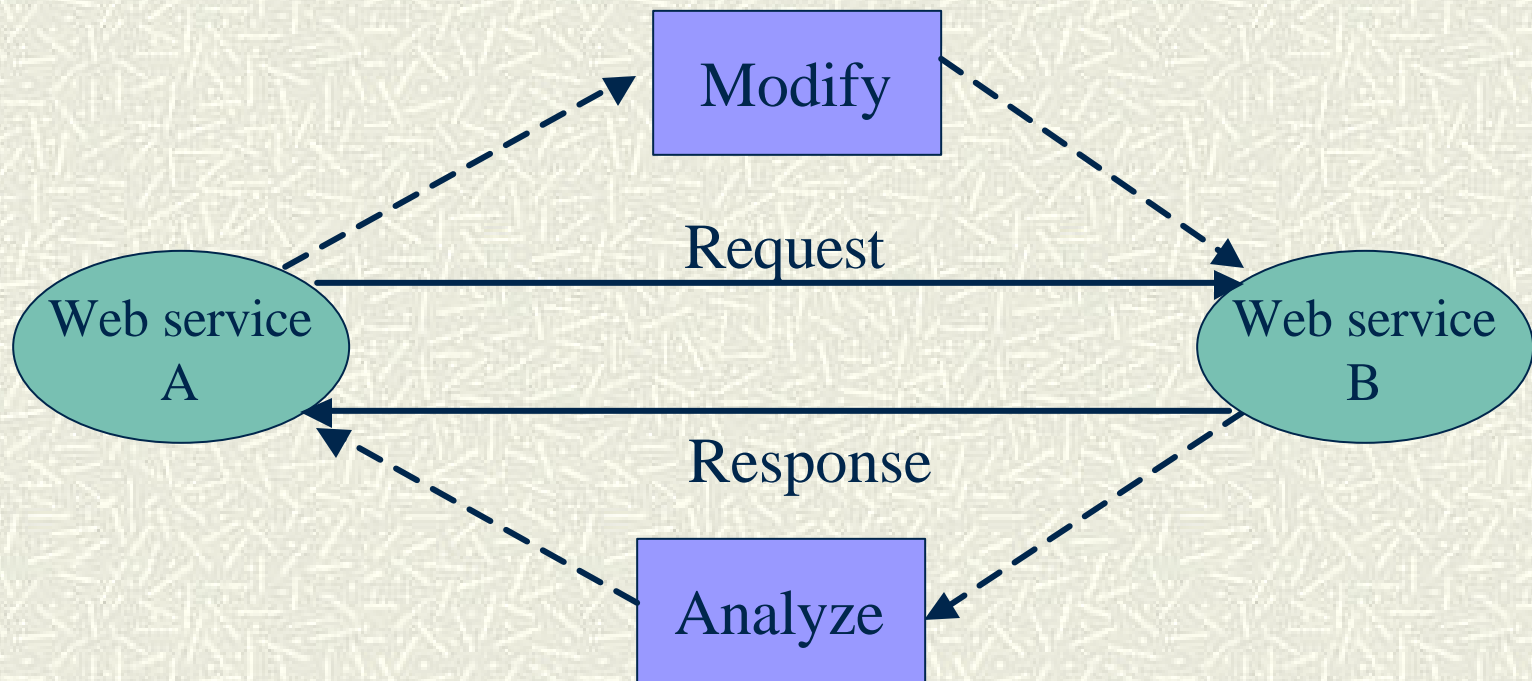 Modify
Request
Web service
A
Web service
B
Response
Analyze